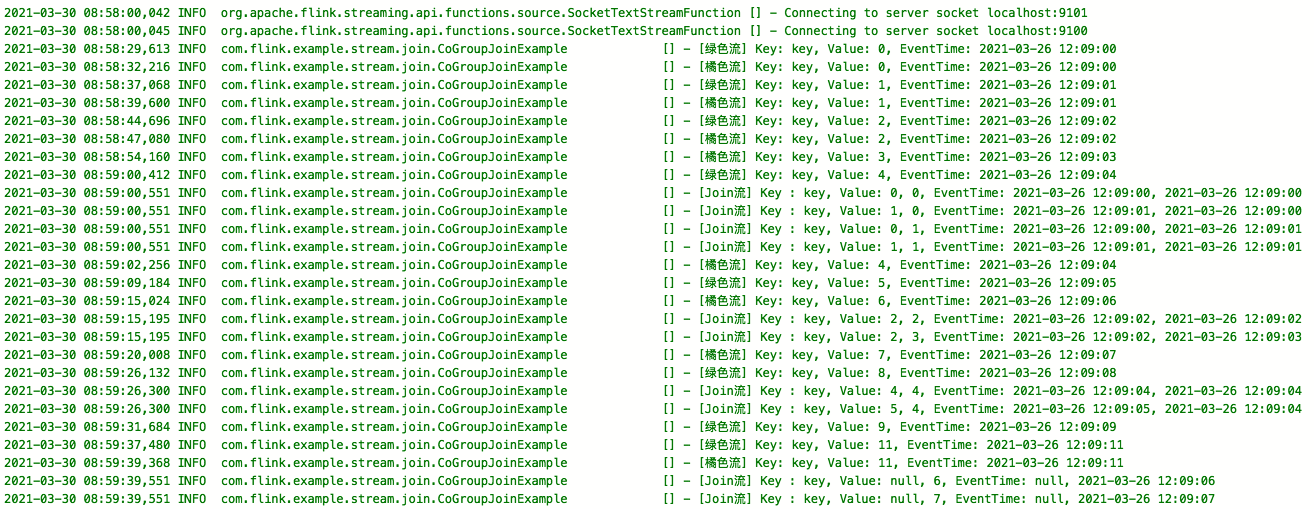 2021-03-30 08:58:00,042 INFO  org.apache.flink.streaming.api.functions.source.SocketTextStreamFunction [] - Connecting to server socket localhost:9101
2021-03-30 08:58:00,045 INFO  org.apache.flink.streaming.api.functions.source.SocketTextStreamFunction [] - Connecting to server socket localhost:9100
2021-03-30 08:58:29,613 INFO  com.flink.example.stream.join.CoGroupJoinExample             [] - [绿色流] Key: key, Value: 0, EventTime: 2021-03-26 12:09:00
2021-03-30 08:58:32,216 INFO  com.flink.example.stream.join.CoGroupJoinExample             [] - [橘色流] Key: key, Value: 0, EventTime: 2021-03-26 12:09:00
2021-03-30 08:58:37,068 INFO  com.flink.example.stream.join.CoGroupJoinExample             [] - [绿色流] Key: key, Value: 1, EventTime: 2021-03-26 12:09:01
2021-03-30 08:58:39,600 INFO  com.flink.example.stream.join.CoGroupJoinExample             [] - [橘色流] Key: key, Value: 1, EventTime: 2021-03-26 12:09:01
2021-03-30 08:58:44,696 INFO  com.flink.example.stream.join.CoGroupJoinExample             [] - [绿色流] Key: key, Value: 2, EventTime: 2021-03-26 12:09:02
2021-03-30 08:58:47,080 INFO  com.flink.example.stream.join.CoGroupJoinExample             [] - [橘色流] Key: key, Value: 2, EventTime: 2021-03-26 12:09:02
2021-03-30 08:58:54,160 INFO  com.flink.example.stream.join.CoGroupJoinExample             [] - [橘色流] Key: key, Value: 3, EventTime: 2021-03-26 12:09:03
2021-03-30 08:59:00,412 INFO  com.flink.example.stream.join.CoGroupJoinExample             [] - [绿色流] Key: key, Value: 4, EventTime: 2021-03-26 12:09:04
2021-03-30 08:59:00,551 INFO  com.flink.example.stream.join.CoGroupJoinExample             [] - [Join流] Key : key, Value: 0, 0, EventTime: 2021-03-26 12:09:00, 2021-03-26 12:09:00
2021-03-30 08:59:00,551 INFO  com.flink.example.stream.join.CoGroupJoinExample             [] - [Join流] Key : key, Value: 1, 0, EventTime: 2021-03-26 12:09:01, 2021-03-26 12:09:00
2021-03-30 08:59:00,551 INFO  com.flink.example.stream.join.CoGroupJoinExample             [] - [Join流] Key : key, Value: 0, 1, EventTime: 2021-03-26 12:09:00, 2021-03-26 12:09:01
2021-03-30 08:59:00,551 INFO  com.flink.example.stream.join.CoGroupJoinExample             [] - [Join流] Key : key, Value: 1, 1, EventTime: 2021-03-26 12:09:01, 2021-03-26 12:09:01
2021-03-30 08:59:02,256 INFO  com.flink.example.stream.join.CoGroupJoinExample             [] - [橘色流] Key: key, Value: 4, EventTime: 2021-03-26 12:09:04
2021-03-30 08:59:09,184 INFO  com.flink.example.stream.join.CoGroupJoinExample             [] - [绿色流] Key: key, Value: 5, EventTime: 2021-03-26 12:09:05
2021-03-30 08:59:15,024 INFO  com.flink.example.stream.join.CoGroupJoinExample             [] - [橘色流] Key: key, Value: 6, EventTime: 2021-03-26 12:09:06
2021-03-30 08:59:15,195 INFO  com.flink.example.stream.join.CoGroupJoinExample             [] - [Join流] Key : key, Value: 2, 2, EventTime: 2021-03-26 12:09:02, 2021-03-26 12:09:02
2021-03-30 08:59:15,195 INFO  com.flink.example.stream.join.CoGroupJoinExample             [] - [Join流] Key : key, Value: 2, 3, EventTime: 2021-03-26 12:09:02, 2021-03-26 12:09:03
2021-03-30 08:59:20,008 INFO  com.flink.example.stream.join.CoGroupJoinExample             [] - [橘色流] Key: key, Value: 7, EventTime: 2021-03-26 12:09:07
2021-03-30 08:59:26,132 INFO  com.flink.example.stream.join.CoGroupJoinExample             [] - [绿色流] Key: key, Value: 8, EventTime: 2021-03-26 12:09:08
2021-03-30 08:59:26,300 INFO  com.flink.example.stream.join.CoGroupJoinExample             [] - [Join流] Key : key, Value: 4, 4, EventTime: 2021-03-26 12:09:04, 2021-03-26 12:09:04
2021-03-30 08:59:26,300 INFO  com.flink.example.stream.join.CoGroupJoinExample             [] - [Join流] Key : key, Value: 5, 4, EventTime: 2021-03-26 12:09:05, 2021-03-26 12:09:04
2021-03-30 08:59:31,684 INFO  com.flink.example.stream.join.CoGroupJoinExample             [] - [绿色流] Key: key, Value: 9, EventTime: 2021-03-26 12:09:09
2021-03-30 08:59:37,480 INFO  com.flink.example.stream.join.CoGroupJoinExample             [] - [绿色流] Key: key, Value: 11, EventTime: 2021-03-26 12:09:11
2021-03-30 08:59:39,368 INFO  com.flink.example.stream.join.CoGroupJoinExample             [] - [橘色流] Key: key, Value: 11, EventTime: 2021-03-26 12:09:11
2021-03-30 08:59:39,551 INFO  com.flink.example.stream.join.CoGroupJoinExample             [] - [Join流] Key : key, Value: null, 6, EventTime: null, 2021-03-26 12:09:06
2021-03-30 08:59:39,551 INFO  com.flink.example.stream.join.CoGroupJoinExample             [] - [Join流] Key : key, Value: null, 7, EventTime: null, 2021-03-26 12:09:07